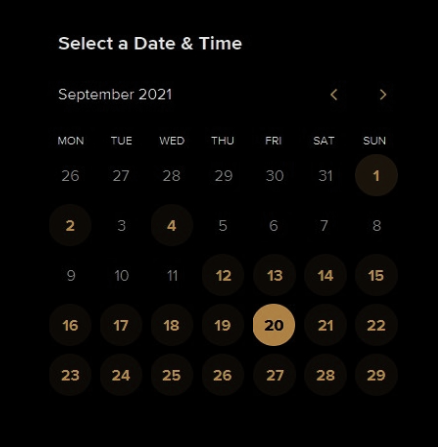 Select a Date & Time
September 2021
MON TUE WED THU FRI SAT SUN
26 27 28 29 30 31 1
2 3 4 5 6 7 8
9 10 11 12 13 14 15
16 17 18 19 20 21 22
23 24 25 26 27 28 29